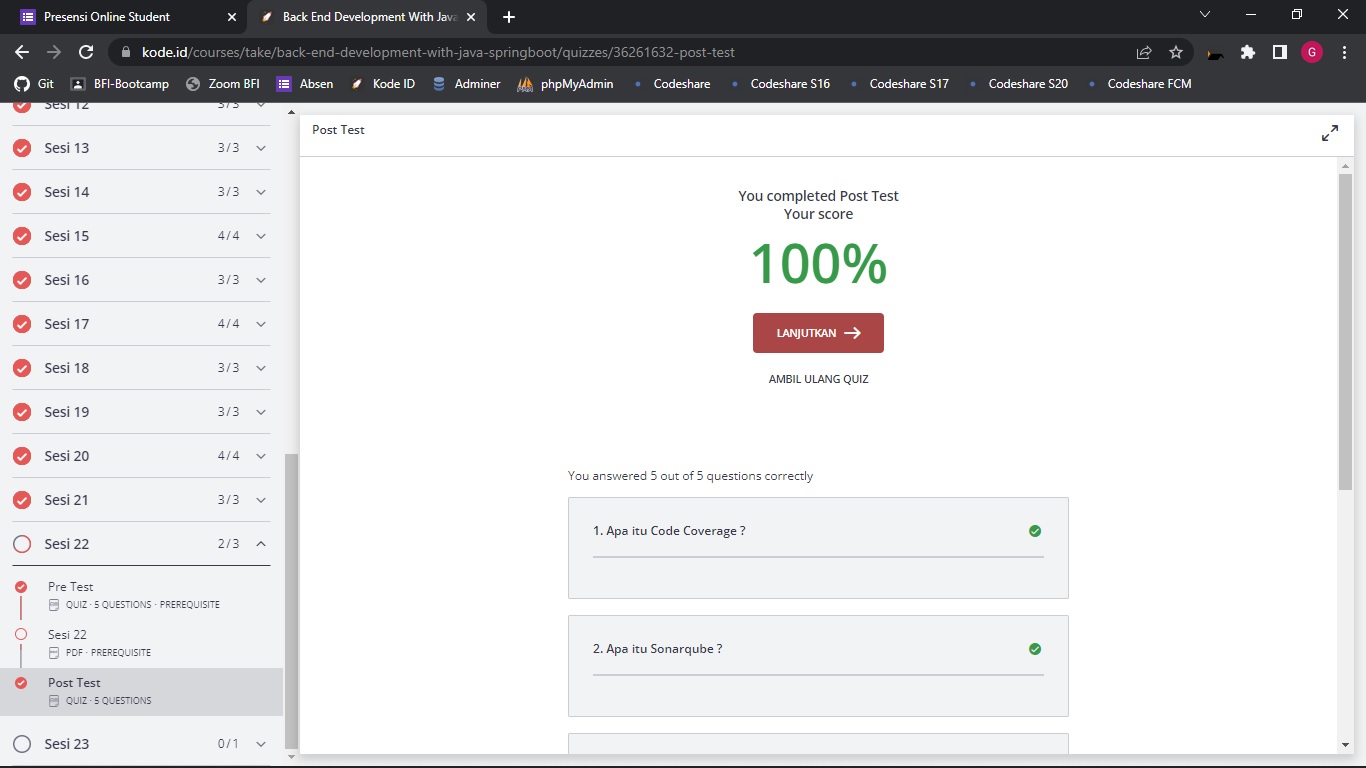 Presensi Online Student
Back End Development With Java
kode.id/courses/take/back-end-development-with-java-springboot/quizzes/36261632-post-test
G
Git
BFI-Bootcamp
Zoom BFI
Absen
Kode ID
Adminer
phpMyAdmin
Codeshare
Codeshare S16
Codeshare S17
Codeshare S20
Codeshare FCM
Sesi 12 3/3
Sesi 13 3/3
Sesi 14 3/3
Sesi 15 4/4
Sesi 16 3/3
Sesi 17 4/4
Sesi 18 3/3
Sesi 19 3/3
Sesi 20 4/4
Sesi 21 3/3
Sesi 22 2/3
Pre Test
QUIZ · 5 QUESTIONS · PREREQUISITE
Sesi 22
PDF · PREREQUISITE
Post Test
QUIZ · 5 QUESTIONS
Sesi 23 0/1
Post Test
You completed Post Test
Your score
100%
LANJUTKAN
AMBIL ULANG QUIZ
You answered 5 out of 5 questions correctly
1. Apa itu Code Coverage ?
2. Apa itu Sonarqube ?